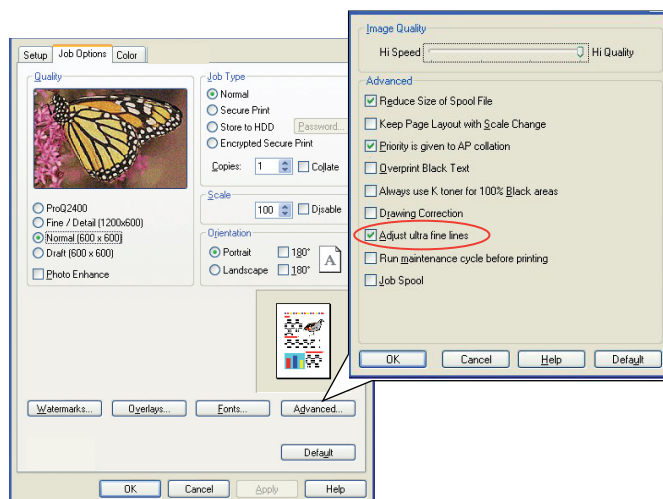 Setup Job Options Color
Quality
ProQ2400
Fine / Detail (1200x600)
Normal (600 x 600)
Draft (600 x 600)
Photo Enhance
Job Type
Normal
Secure Print
Store to HDD Password...
Encrypted Secure Print
Copies: 1 Collate
Scale
100 Disable
Orientation
Portrait 180°
Landscape 180°
A
Watermarks... Overlays... Fonts... Advanced...
Default
OK Cancel Apply Help
Image Quality
Hi Speed Hi Quality
Advanced
Reduce Size of Spool File
Keep Page Layout with Scale Change
Priority is given to AP collation
Overprint Black Text
Always use K toner for 100% Black areas
Drawing Correction
Adjust ultra fine lines
Run maintenance cycle before printing
Job Spool
OK Cancel Help Default